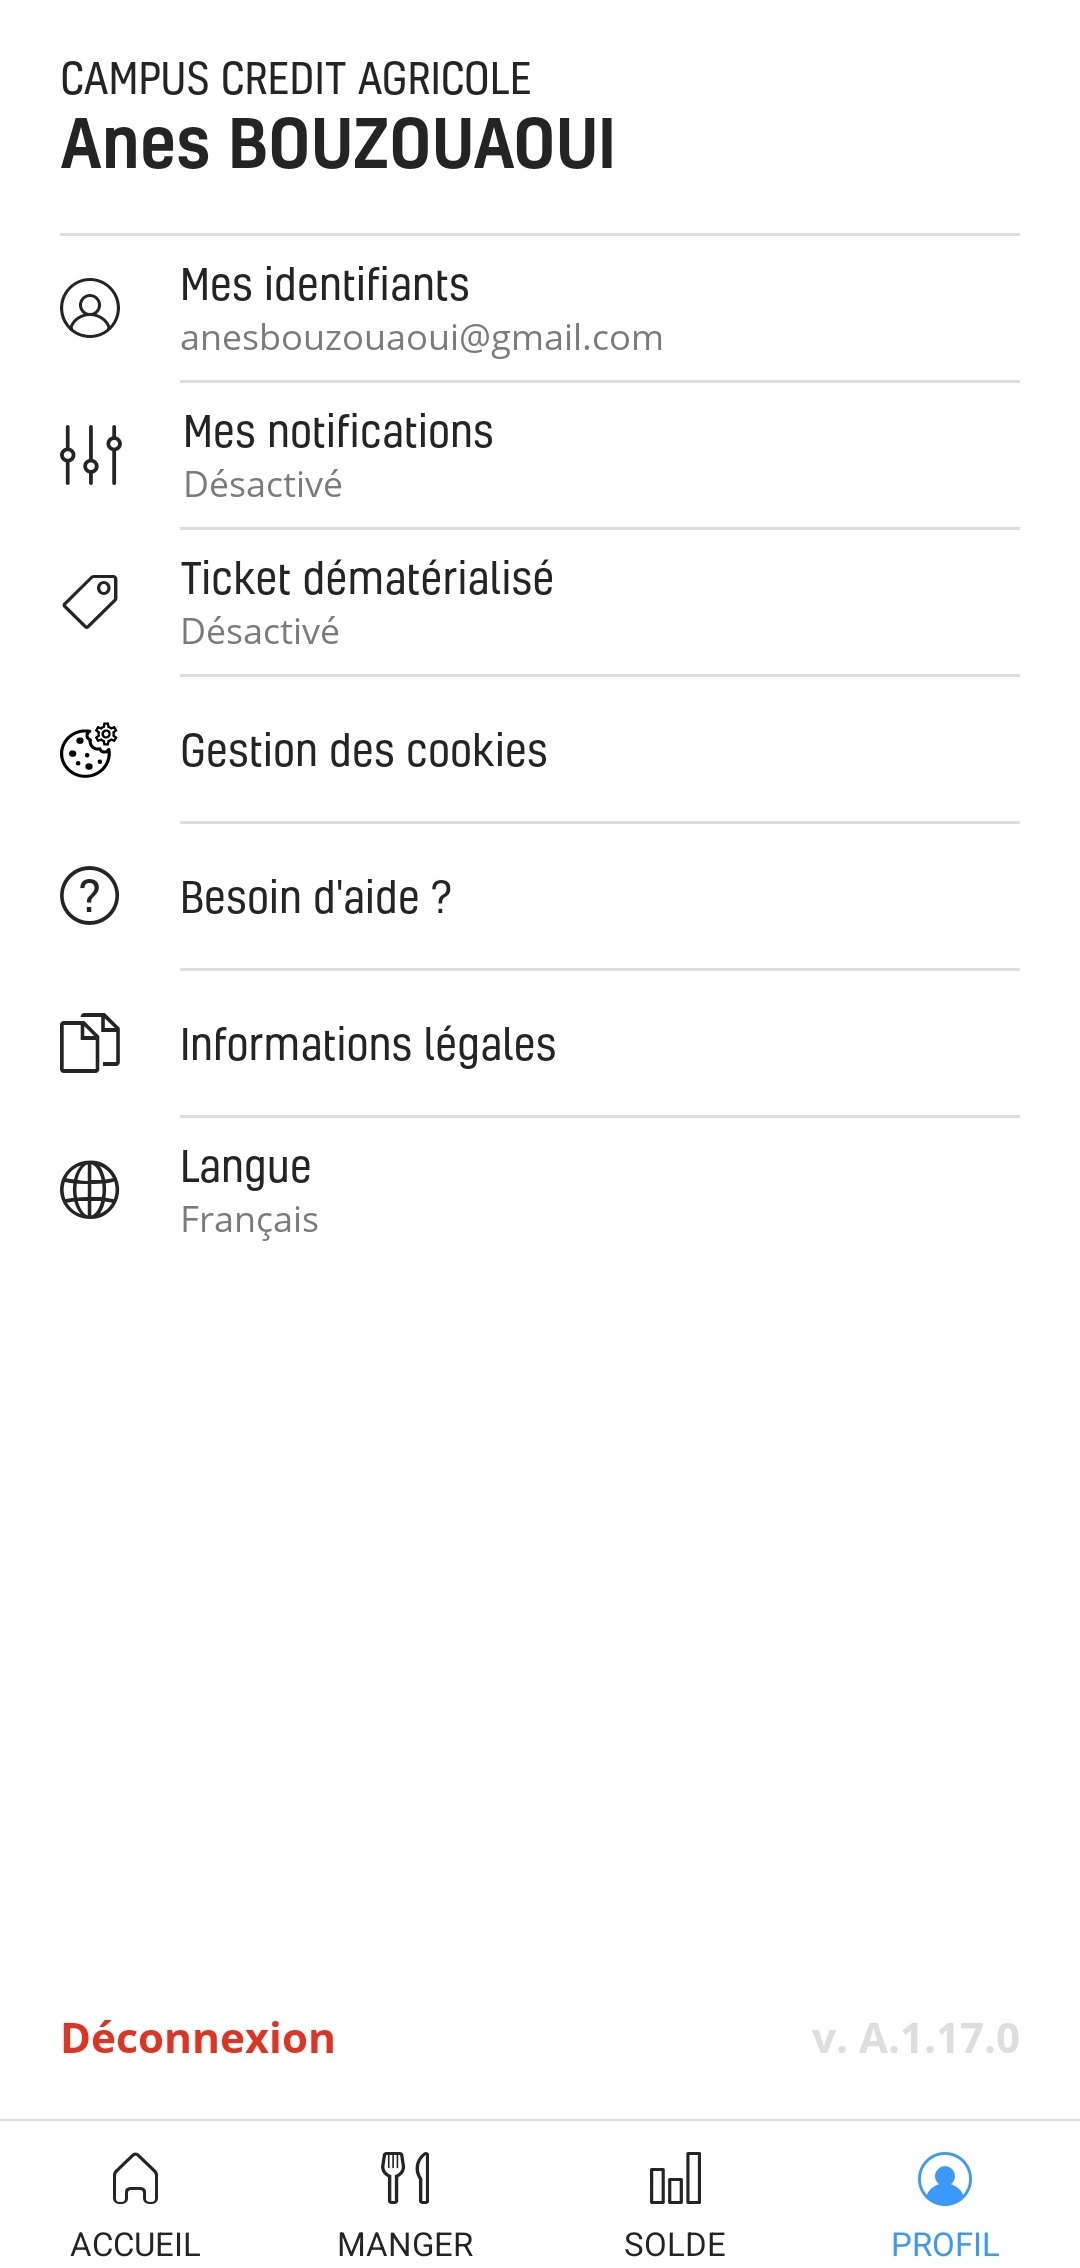 CAMPUS CREDIT AGRICOLE
Anes BOUZOUAOUI
Mes identifiants
anesbouzouaoui@gmail.com
Mes notifications
Désactivé
Ticket dématérialisé
Désactivé
Gestion des cookies
Besoin d'aide ?
Informations légales
Langue
Français
Déconnexion
v. A.1.17.0
ACCUEIL
MANGER
SOLDE
PROFIL